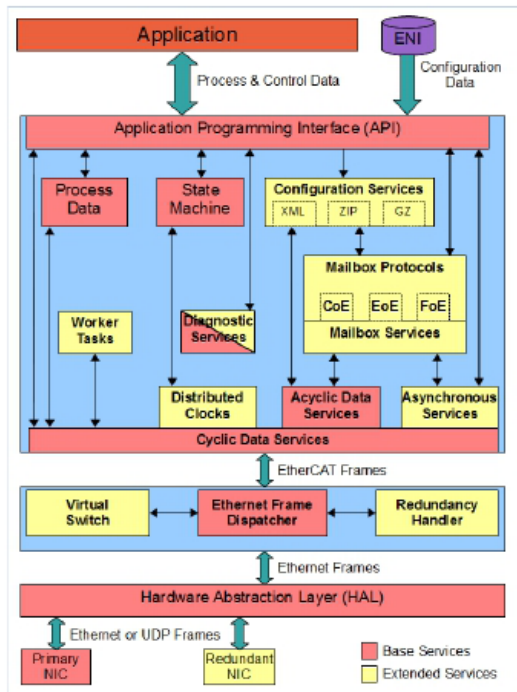 Application
ENI
Process & Control Data
Configuration
Data
Application Programming Interface (API)
Process
Data
State
Machine
Configuration Services
XML
ZIP
GZ
Mailbox Protocols
CoE
EoE
FoE
Mailbox Services
Worker
Tasks
Diagnostic
Services
Distributed
Clocks
Acyclic Data
Services
Asynchronous
Services
Cyclic Data Services
EtherCAT Frames
Virtual
Switch
Ethernet Frame
Dispatcher
Redundancy
Handler
Ethernet Frames
Hardware Abstraction Layer (HAL)
Ethernet or UDP Frames
Primary
NIC
Redundant
NIC
Base Services
Extended Services